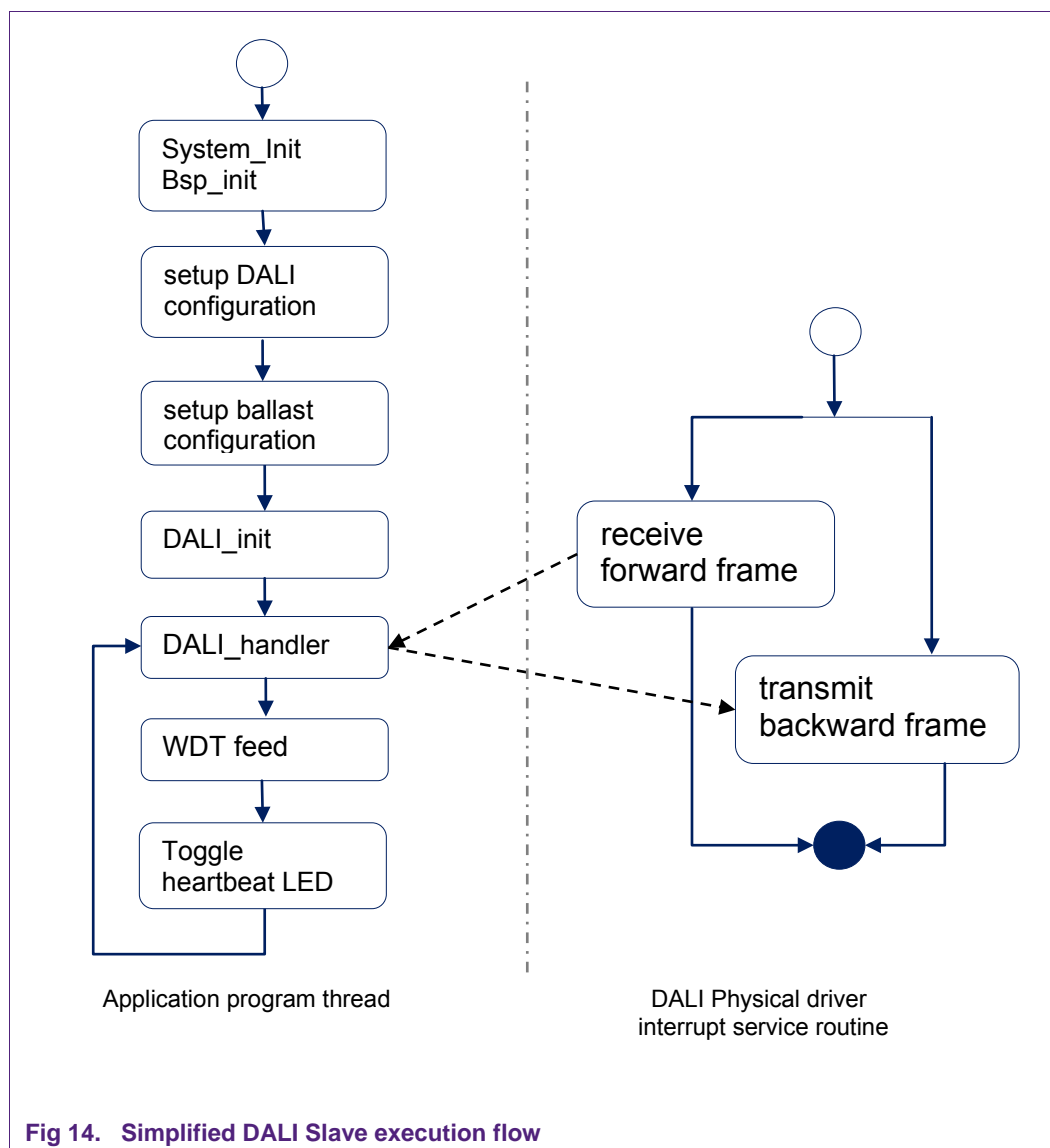 System_Init
Bsp_init
setup DALI
configuration
setup ballast
configuration
DALI_init
DALI_handler
WDT feed
Toggle
heartbeat LED
Application program thread
receive
forward frame
transmit
backward frame
DALI Physical driver
interrupt service routine
Fig 14. Simplified DALI Slave execution flow